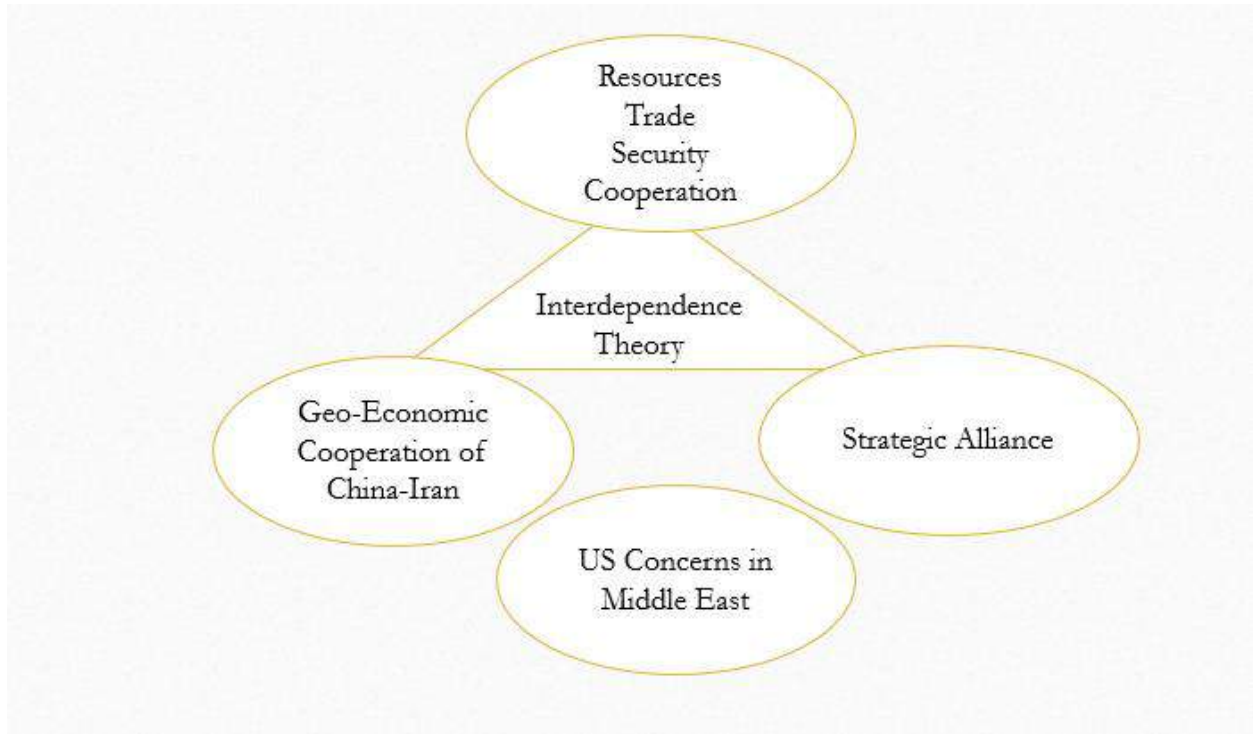 Resources
Trade
Security
Cooperation
Interdependence
Theory
Geo-Economic
Cooperation of
China-Iran
Strategic Alliance
US Concerns in
Middle East